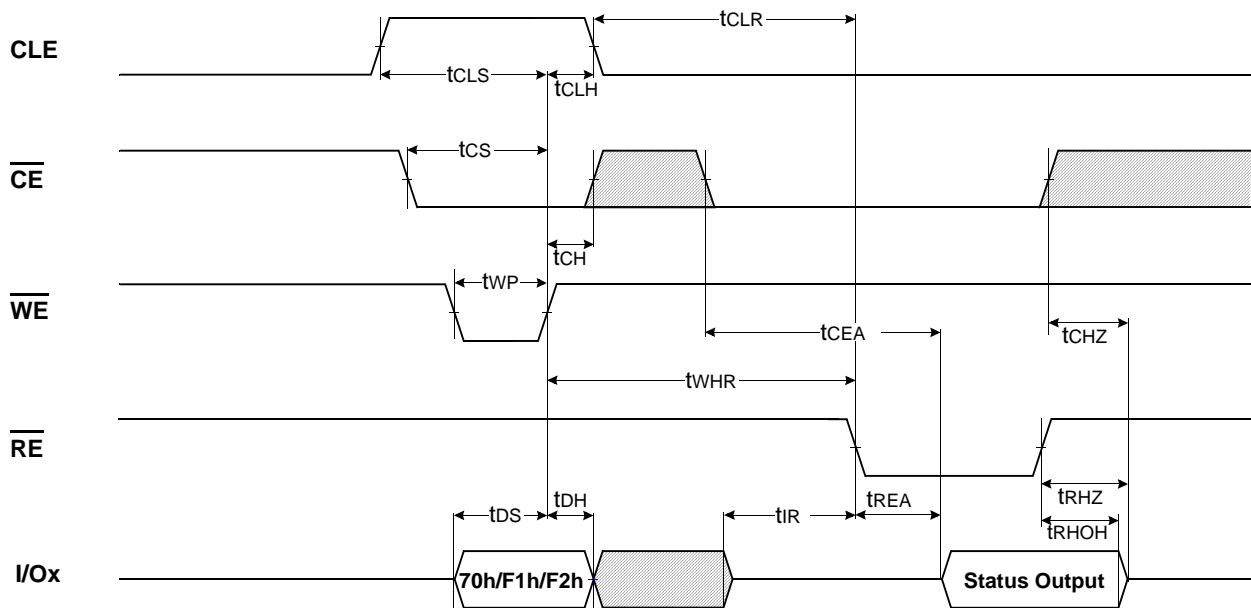 CLE
tCLR
tCLS
tCLH
CE
tCS
tCH
WE
tWP
tCEA
tCHZ
tWHR
RE
tDS
tDH
tIR
tREA
tRHZ
tRHOH
I/Ox
70h/F1h/F2h
Status Output